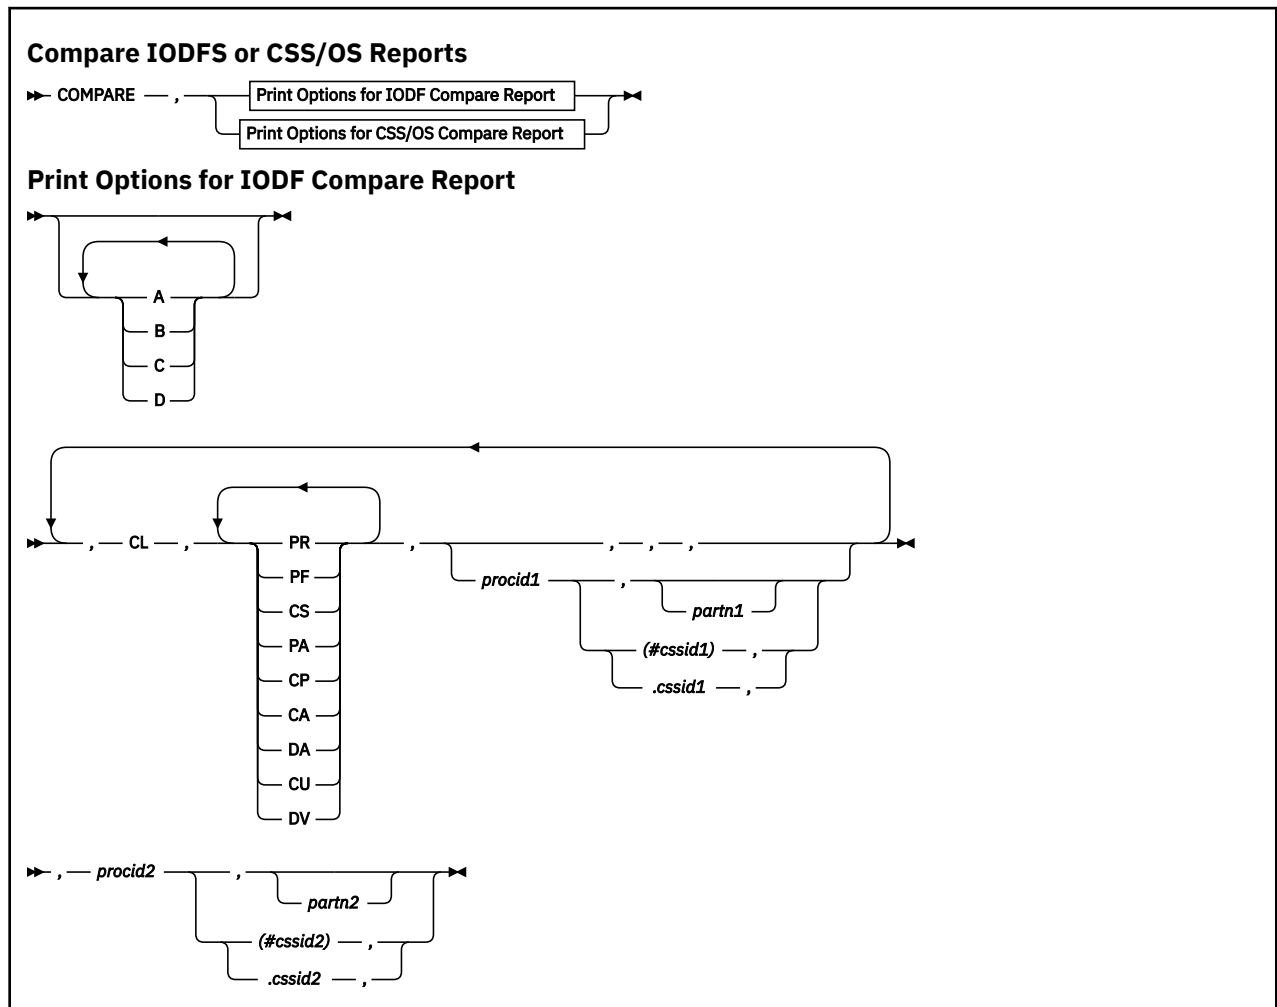 Compare IODFS or CSS/OS Reports
COMPARE , Print Options for IODF Compare Report
Print Options for CSS/OS Compare Report
Print Options for IODF Compare Report
A
B
C
D
, CL , PR , , , ,
PF
procid1 ,
CS
partn1
PA
(#cssid1) ,
CP
.cssid1 ,
CA
DA
CU
DV
, procid2 ,
partn2
(#cssid2) ,
.cssid2 ,